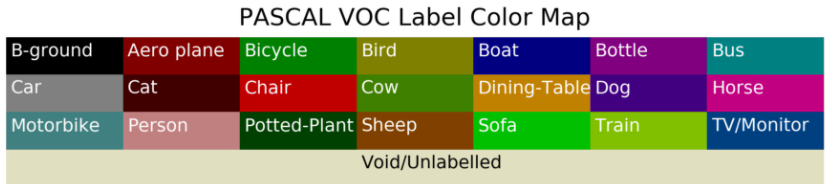 PASCAL VOC Label Color Map
B-ground Aero plane Bicycle Bird Boat Bottle Bus
Car Cat Chair Cow Dining-Table Dog Horse
Motorbike Person Potted-Plant Sheep Sofa Train TV/Monitor
Void/Unlabelled